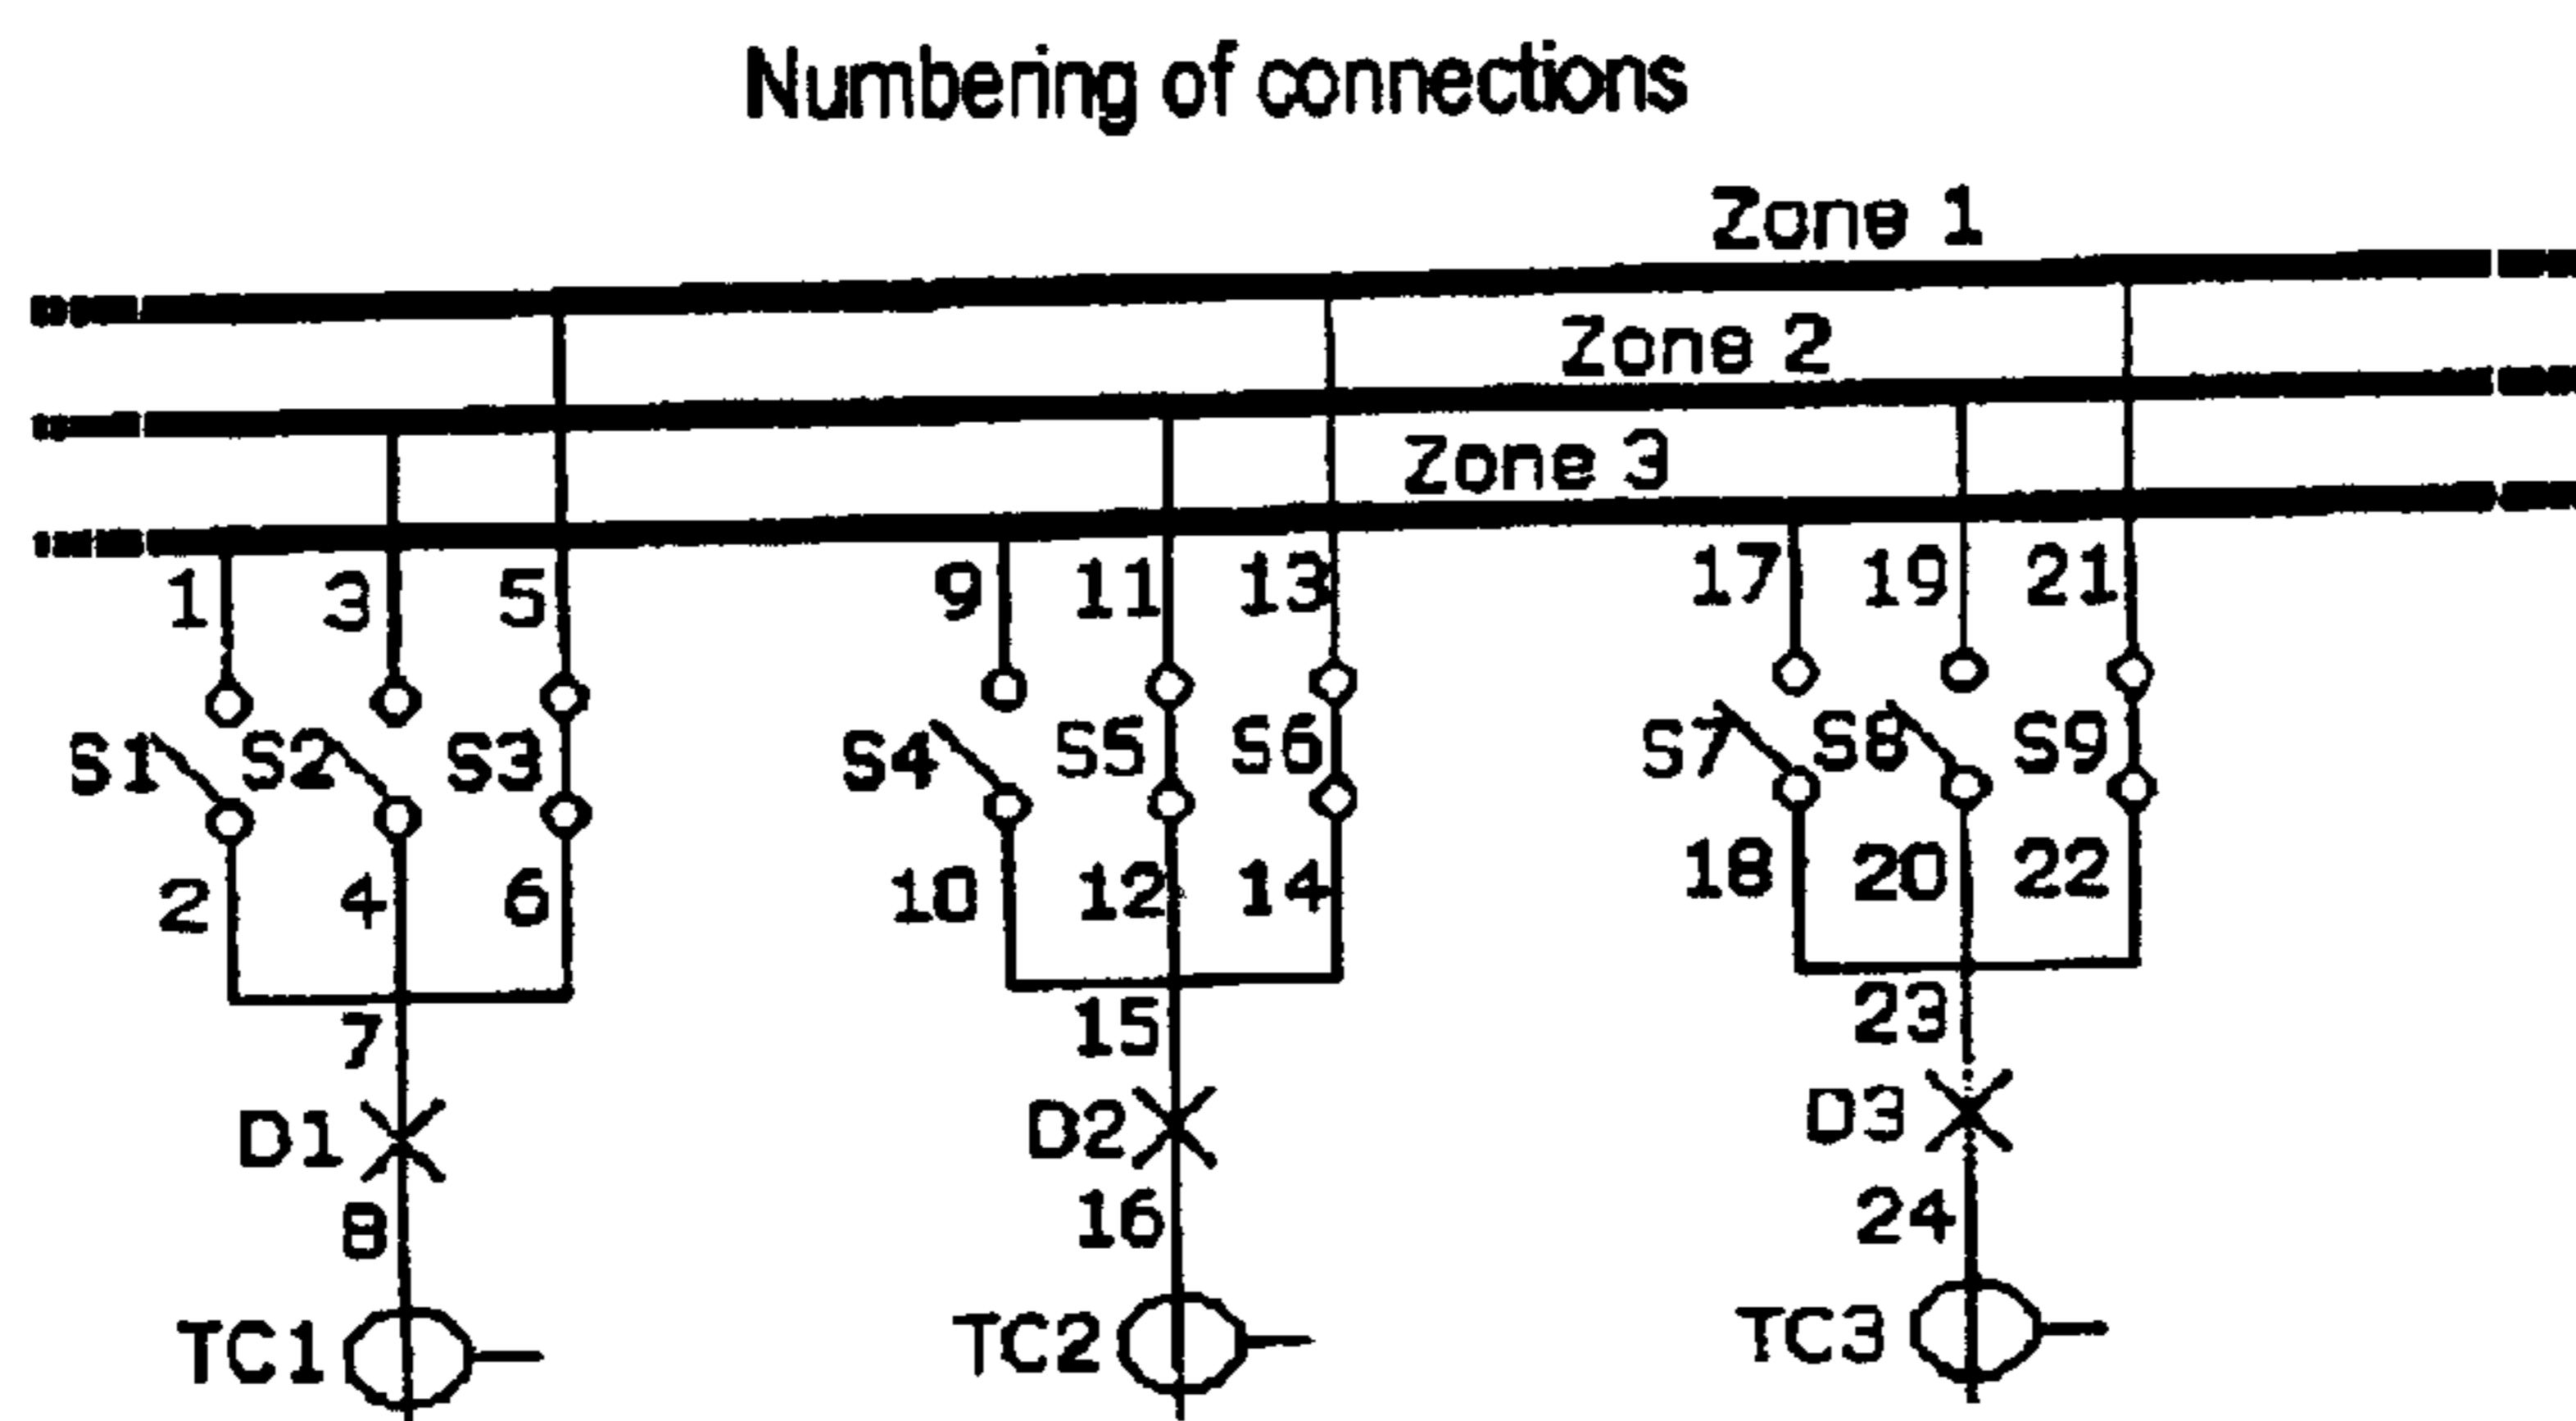 Numbering of connections
Zone 1
Zone 2
Zone 3
1 3 5 9 11 13 17 19 21
S1 S2 S3 S4 S5 S6 S7 S8 S9
2 4 6 10 12 14 18 20 22
7 15 23
D1 D2 D3
8 16 24
TC1 TC2 TC3